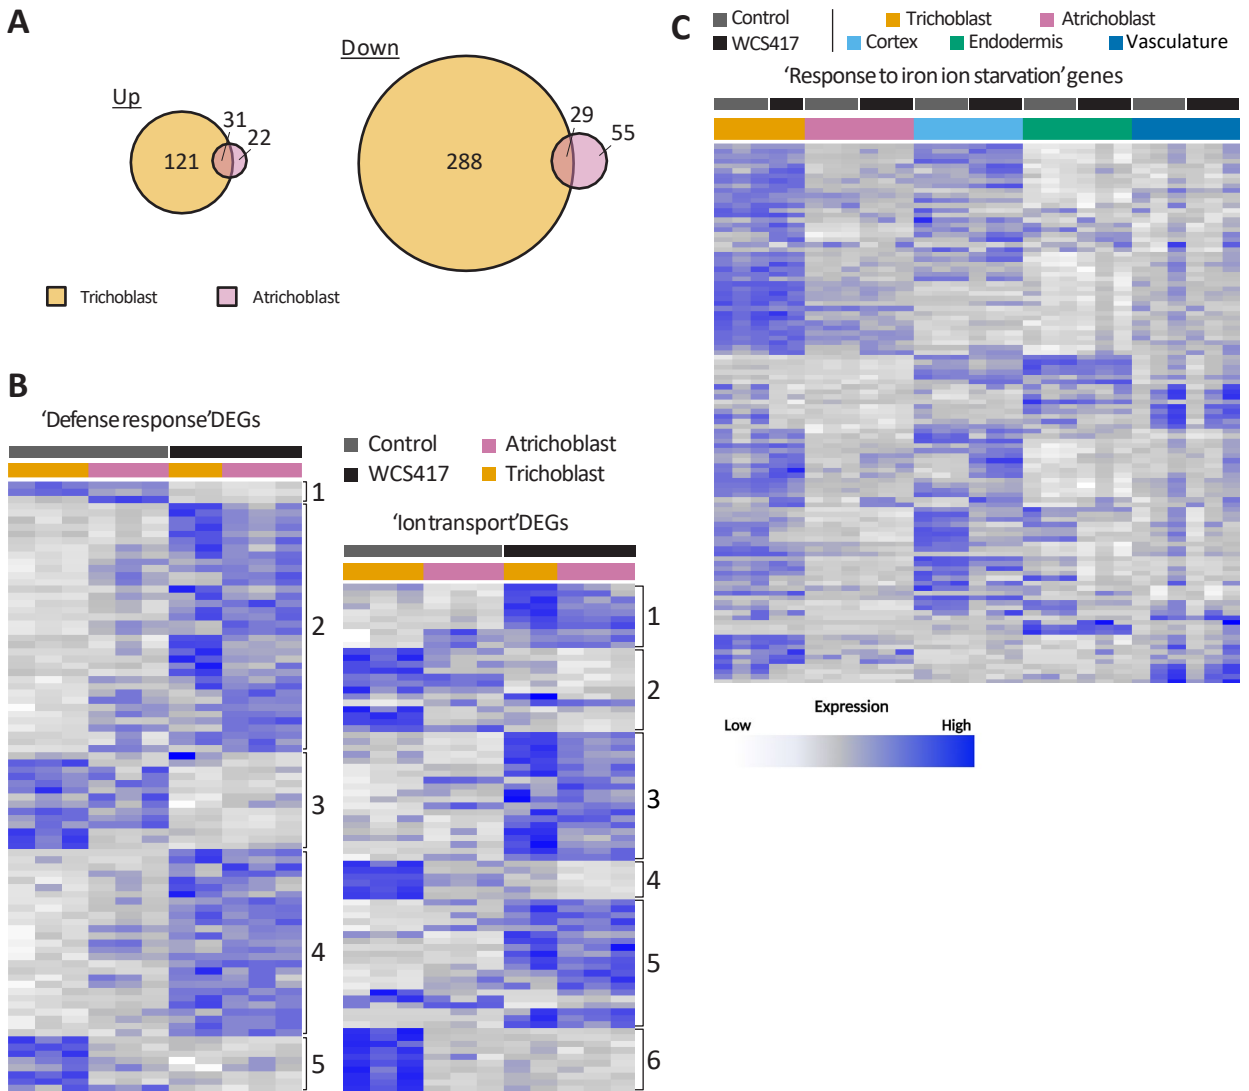 A
Up
31
22
121
Down
29
55
288
Trichoblast
Atrichoblast
B
'Defense response' DEGs
Control
Atrichoblast
WCS417
Trichoblast
1
2
3
4
5
'Ion transport' DEGs
1
2
3
4
5
6
C
Control
Trichoblast
Atrichoblast
WCS417
Cortex
Endodermis
Vasculature
'Response to iron ion starvation' genes
Expression
Low
High